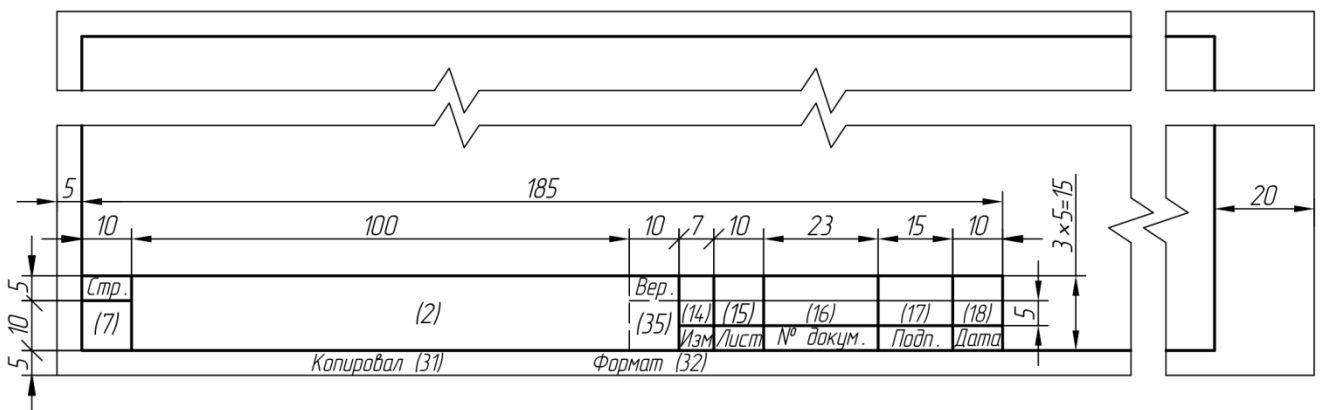 5 185 20
10 100 10 7 10 23 15 10
3×5=15
5 Стр. Вер.
10 (7) (2) (35) (14) (15) (16) (17) (18) 5
Изм Лист № докум. Подп. Дата
5 Копировал (31) Формат (32)